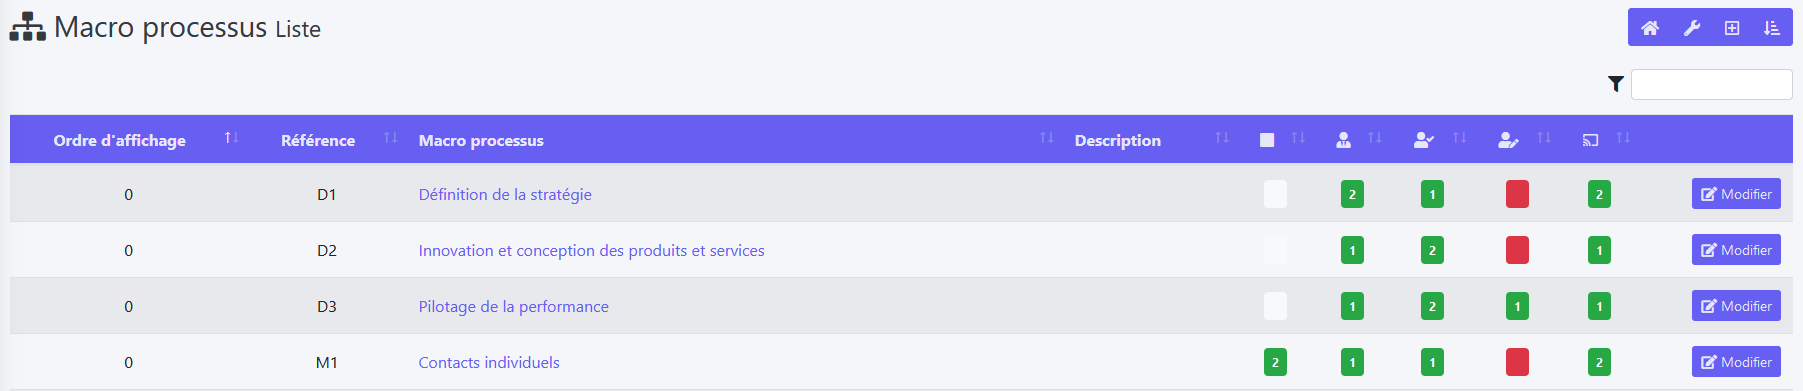 Macro processus Liste
Ordre d'affichage Référence Macro processus Description
0 D1 Définition de la stratégie 2 1 2 Modifier
0 D2 Innovation et conception des produits et services 1 2 1 Modifier
0 D3 Pilotage de la performance 1 2 1 1 Modifier
0 M1 Contacts individuels 2 1 1 2 Modifier